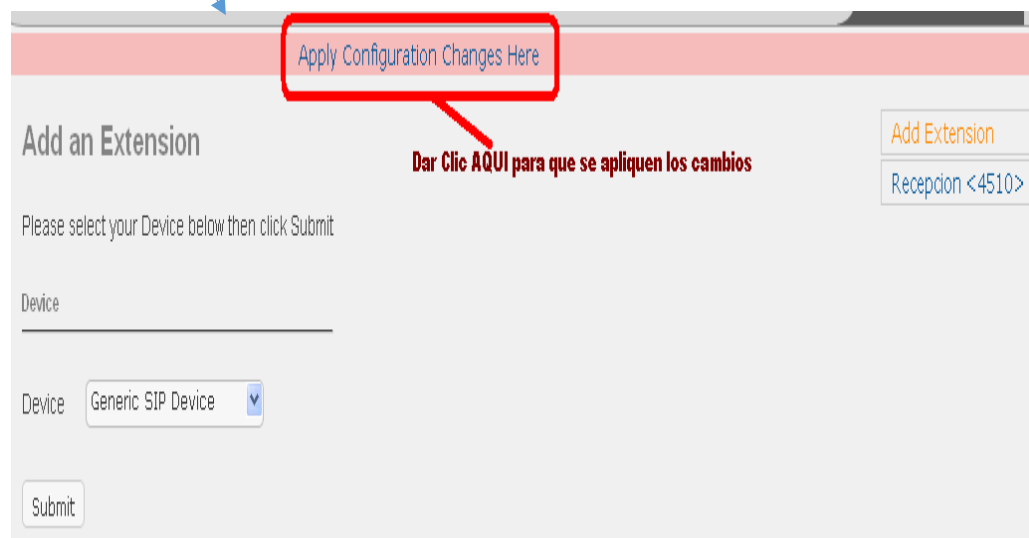 Apply Configuration Changes Here
Add an Extension
Dar Clic AQUI para que se apliquen los cambios
Add Extension
Recepcion <4510>
Please select your Device below then click Submit
Device
Device
Generic SIP Device
Submit